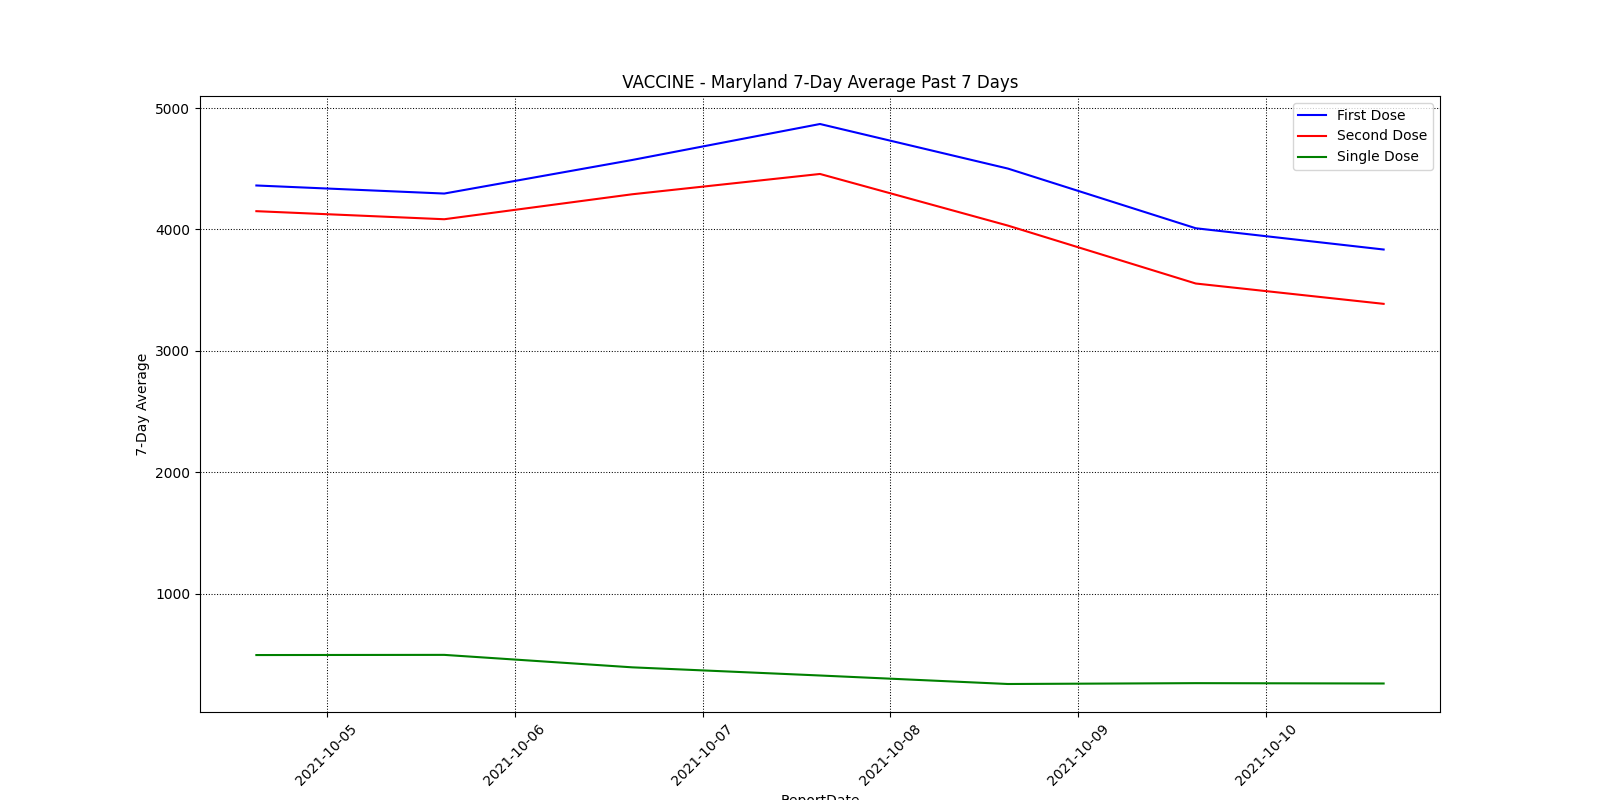 VACCINE - Maryland 7-Day Average Past 7 Days
5000
4000
3000
2000
1000
7-Day Average
First Dose
Second Dose
Single Dose
2021-10-05
2021-10-06
2021-10-07
2021-10-08
2021-10-09
2021-10-10
ReportDate